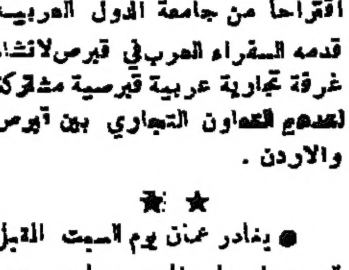 اقتراحا من جامعة الدول العربية
قدمه السفراء العرب في قبرص لانشاء
غرفة تجارية عربية قبرصية مشتركة
لتدعيم التعاون التجاري بين قبرص
والاردن .
★ ★
● يغادر عمان يوم السبت المقبل